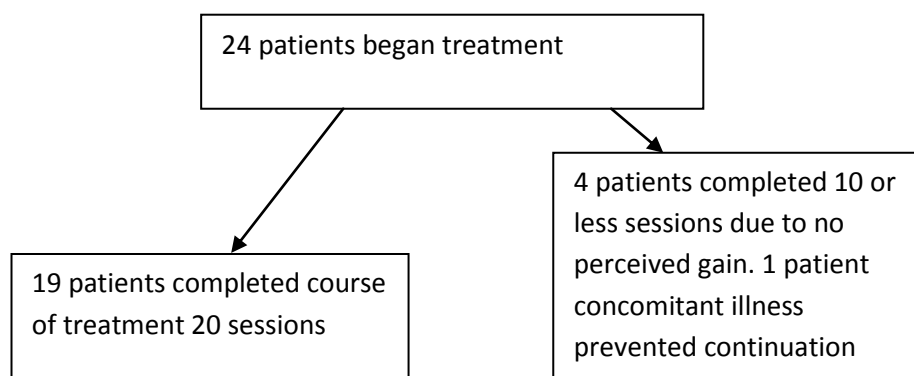 24 patients began treatment
4 patients completed 10 or
less sessions due to no
perceived gain. 1 patient
concomitant illness
prevented continuation
19 patients completed course
of treatment 20 sessions